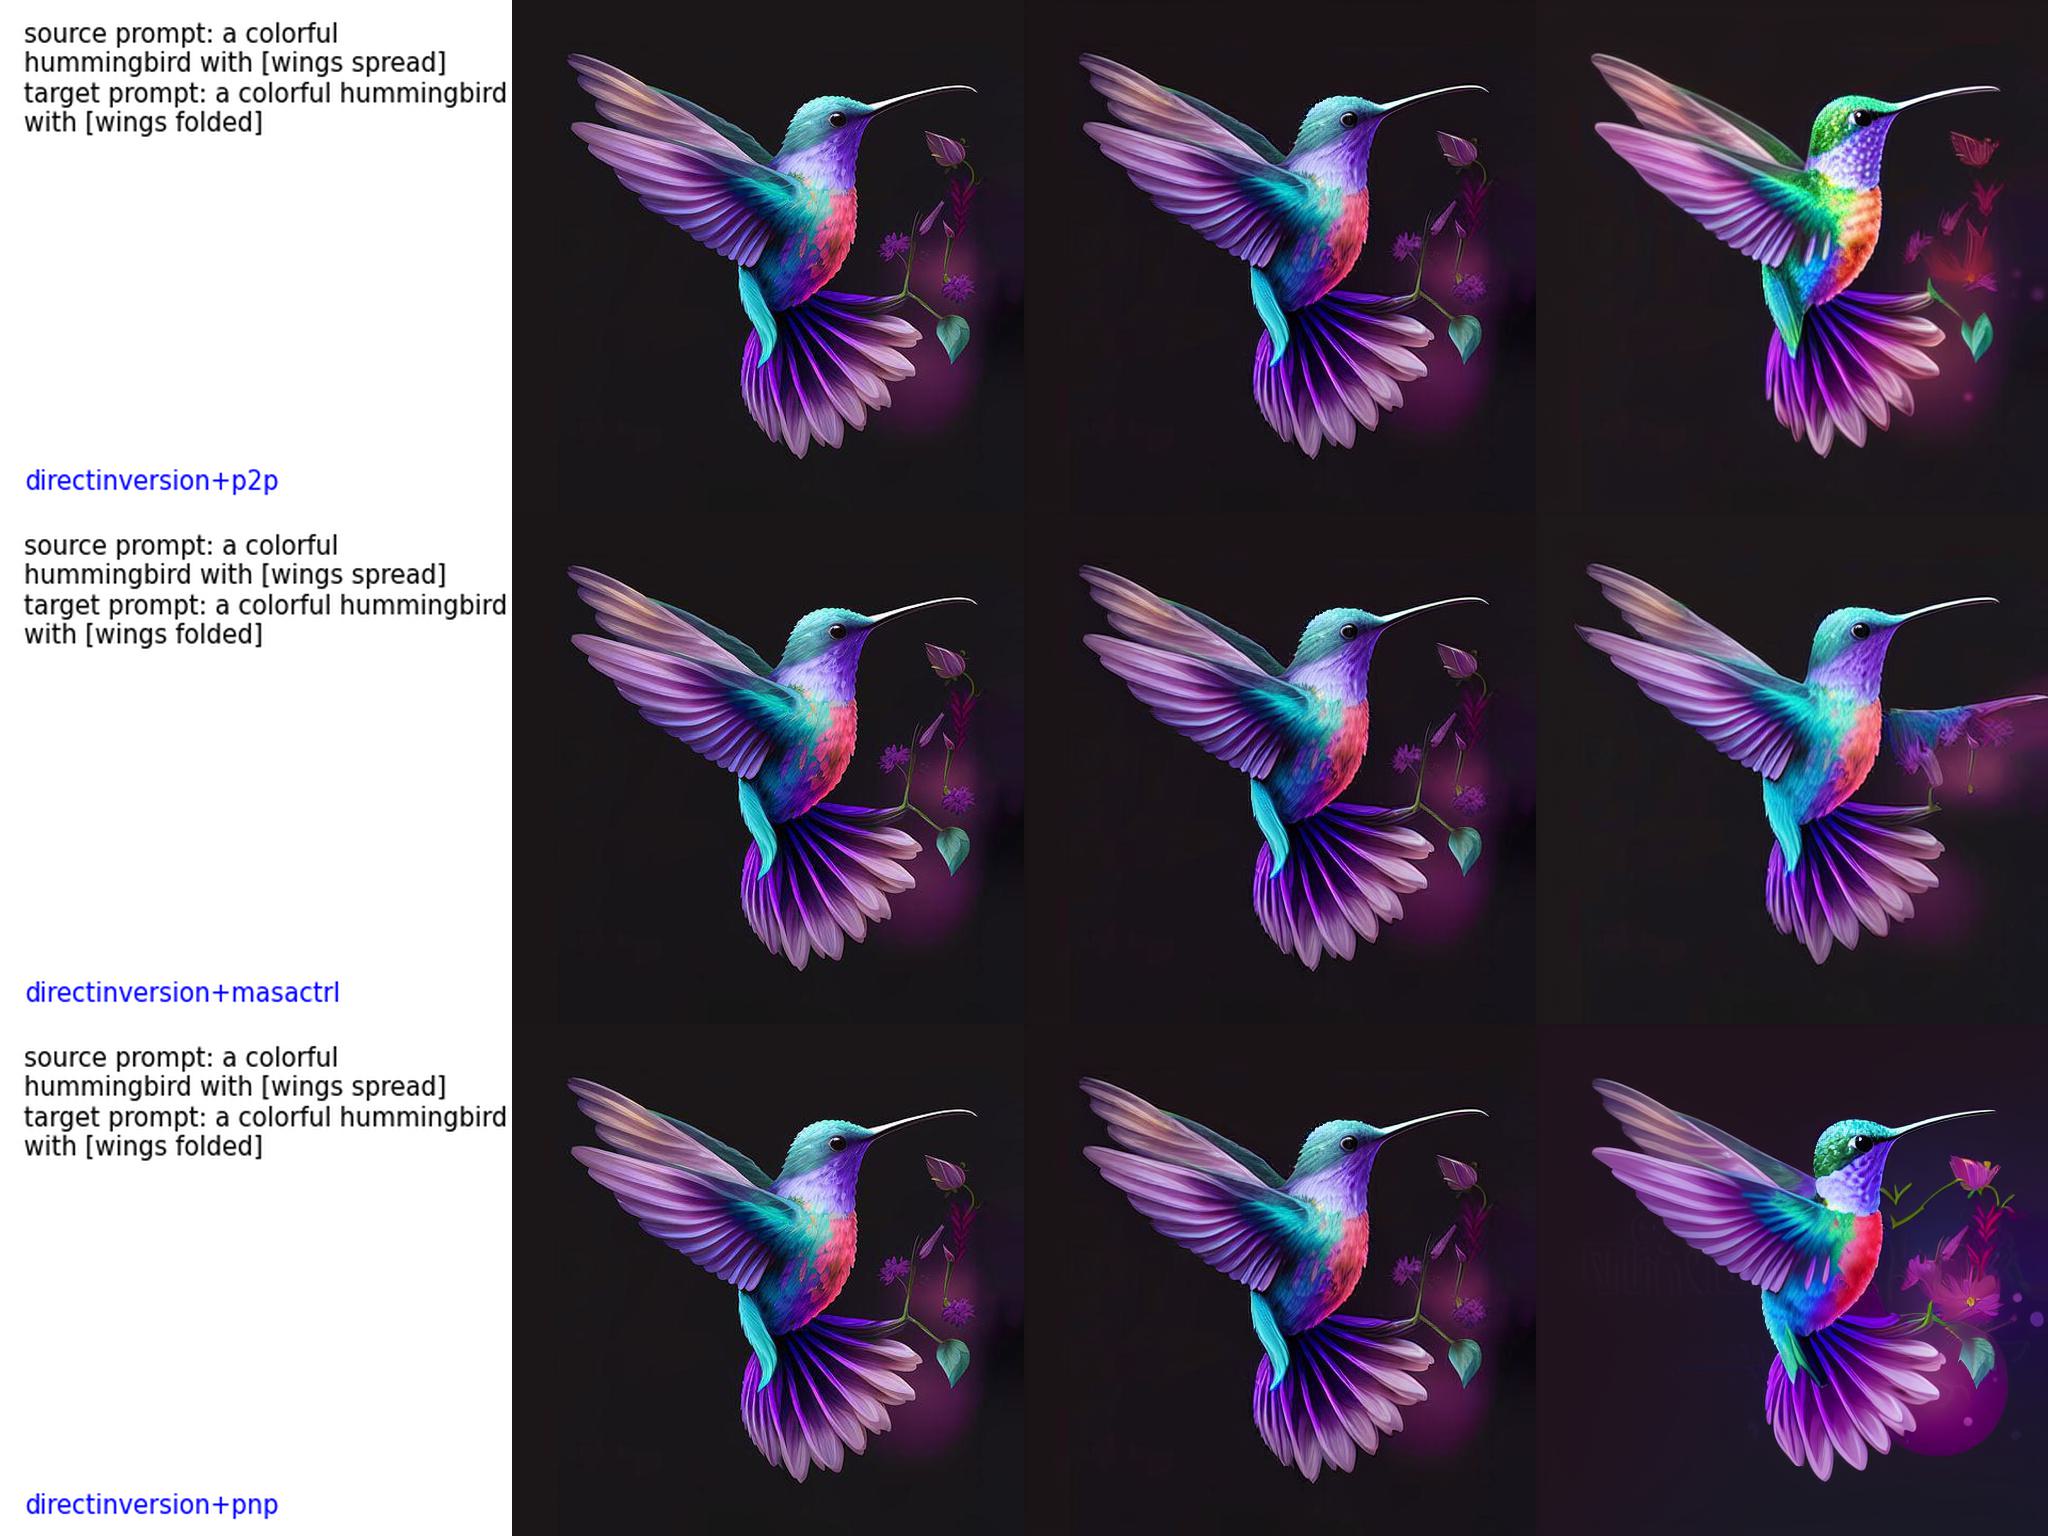 source prompt: a colorful
hummingbird with [wings spread]
target prompt: a colorful hummingbird
with [wings folded]
directinversion+p2p
source prompt: a colorful
hummingbird with [wings spread]
target prompt: a colorful hummingbird
with [wings folded]
directinversion+masactrl
source prompt: a colorful
hummingbird with [wings spread]
target prompt: a colorful hummingbird
with [wings folded]
directinversion+pnp